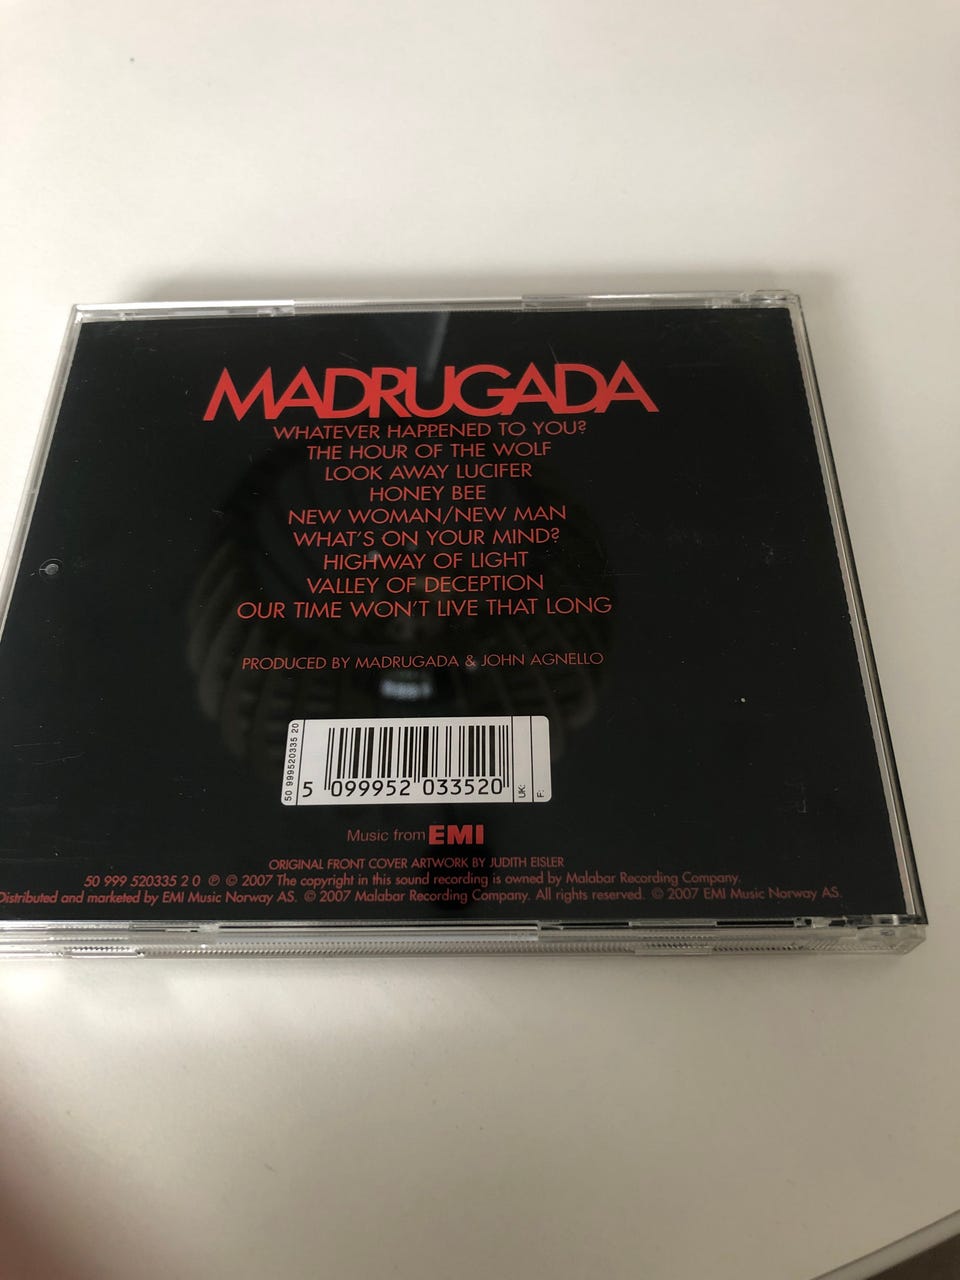 MADRUGADA
WHATEVER HAPPENED TO YOU?
THE HOUR OF THE WOLF
LOOK AWAY LUCIFER
HONEY BEE
NEW WOMAN/NEW MAN
WHAT'S ON YOUR MIND?
HIGHWAY OF LIGHT
VALLEY OF DECEPTION
OUR TIME WON'T LIVE THAT LONG
PRODUCED BY MADRUGADA & JOHN AGNELLO
50 999520335 20
5 099952 033520
UK:
F:
Music from EMI
ORIGINAL FRONT COVER ARTWORK BY JUDITH EISLER
50 999 520335 2 0 ℗ © 2007 The copyright in this sound recording is owned by Malabar Recording Company.
Distributed and marketed by EMI Music Norway AS. © 2007 Malabar Recording Company. All rights reserved. © 2007 EMI Music Norway AS.